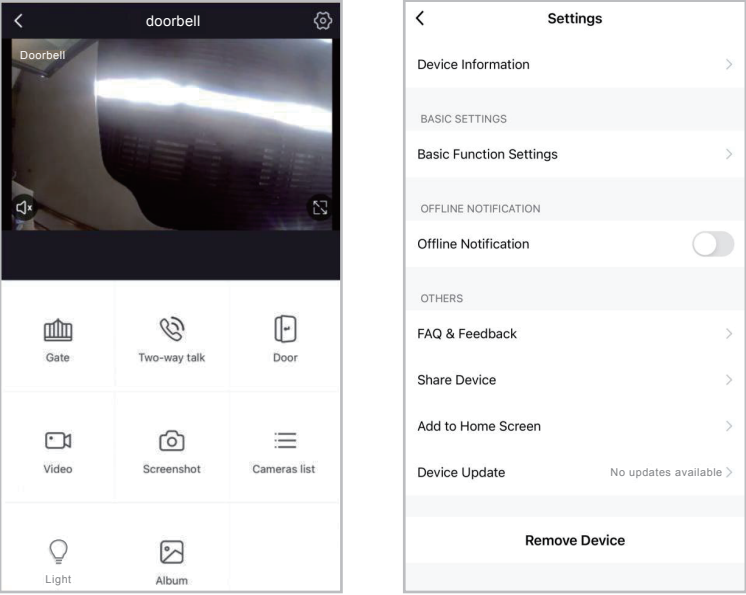 doorbell
Doorbell
Gate
Two-way talk
Door
Video
Screenshot
Cameras list
Light
Album
Settings
Device Information
BASIC SETTINGS
Basic Function Settings
OFFLINE NOTIFICATION
Offline Notification
OTHERS
FAQ & Feedback
Share Device
Add to Home Screen
Device Update No updates available
Remove Device